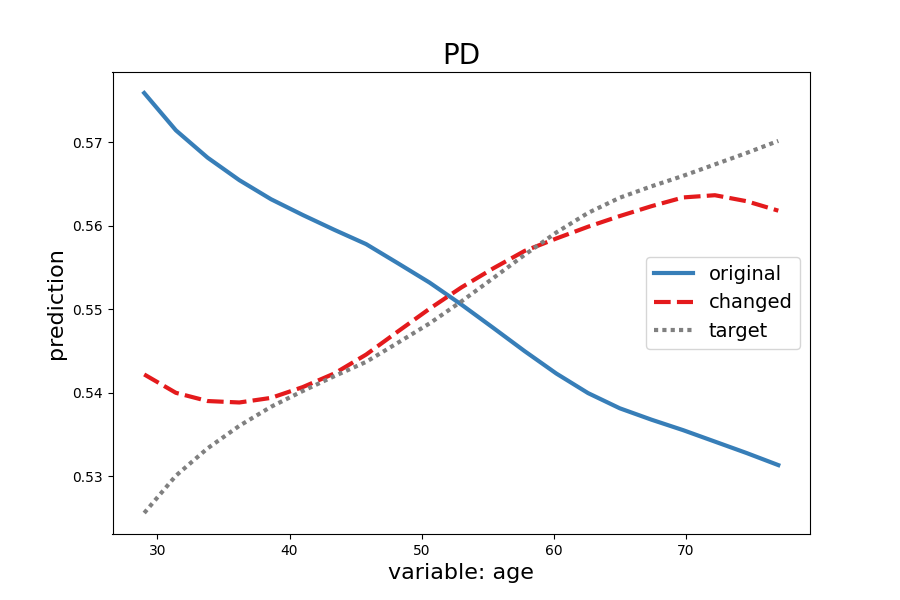 PD
prediction
0.57
0.56
0.55
0.54
0.53
original
changed
target
30 40 50 60 70
variable: age